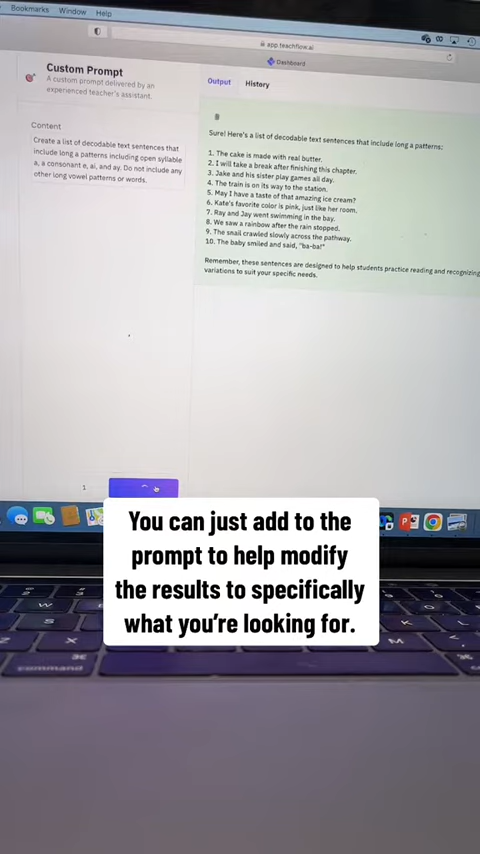 Bookmarks Window Help
app.teachflow.ai
Dashboard
Custom Prompt
A custom prompt delivered by an
experienced teacher's assistant.
Output History
Content
Create a list of decodable text sentences that
include long a patterns including open syllable
a, a consonant e, ai, and ay. Do not include any
other long vowel patterns or words.
Sure! Here's a list of decodable text sentences that include long a patterns:
1. The cake is made with real butter.
2. I will take a break after finishing this chapter.
3. Jake and his sister play games all day.
4. The train is on its way to the station.
5. May I have a taste of that amazing ice cream?
6. Kate's favorite color is pink, just like her room.
7. Ray and Jay went swimming in the bay.
8. We saw a rainbow after the rain stopped.
9. The snail crawled slowly across the pathway.
10. The baby smiled and said, "ba-ba!"
Remember, these sentences are designed to help students practice reading and recognizing
variations to suit your specific needs.
1
You can just add to the
prompt to help modify
the results to specifically
what you're looking for.
W
S
K
L
Z
X
M
command